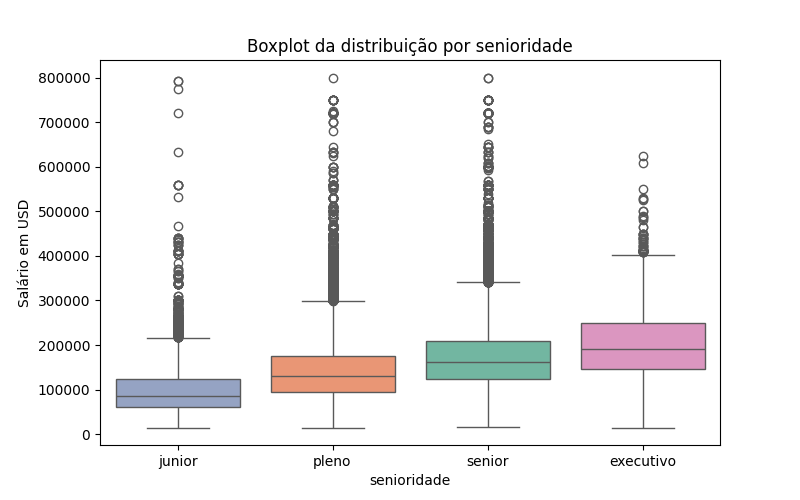 Boxplot da distribuição por senioridade
Salário em USD
800000
700000
600000
500000
400000
300000
200000
100000
0
junior pleno senior executivo
senioridade